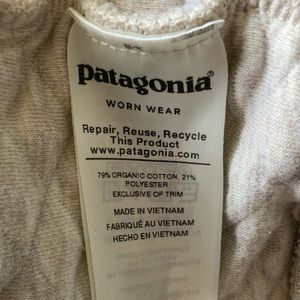 patagonia®
WORN WEAR
Repair, Reuse, Recycle
This Product
www.patagonia.com
79% ORGANIC COTTON, 21%
POLYESTER
EXCLUSIVE OF TRIM
MADE IN VIETNAM
FABRIQUÉ AU VIETNAM
HECHO EN VIETNAM